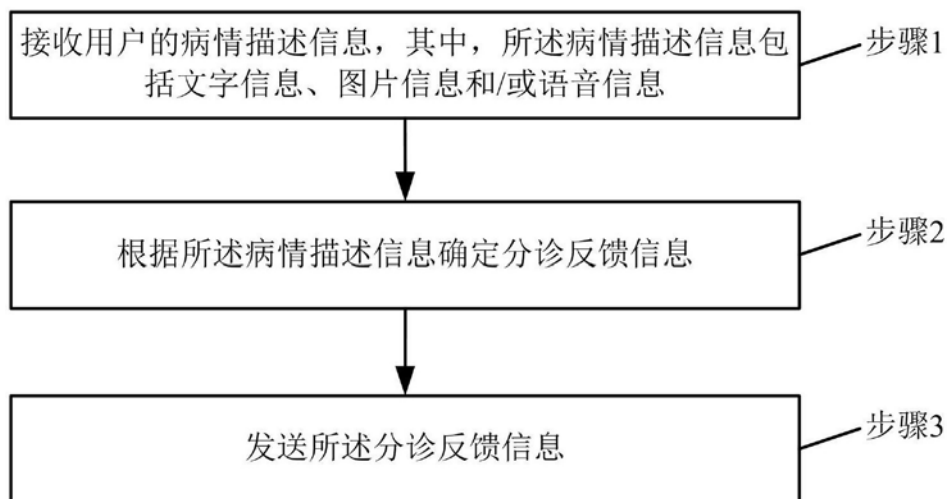 接收用户的病情描述信息，其中，所述病情描述信息包
括文字信息、图片信息和/或语音信息
步骤1
根据所述病情描述信息确定分诊反馈信息
步骤2
发送所述分诊反馈信息
步骤3